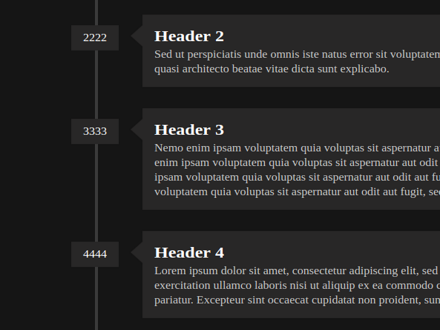 2222
Header 2
Sed ut perspiciatis unde omnis iste natus error sit voluptatem
quasi architecto beatae vitae dicta sunt explicabo.
3333
Header 3
Nemo enim ipsam voluptatem quia voluptas sit aspernatur a
enim ipsam voluptatem quia voluptas sit aspernatur aut odit
ipsam voluptatem quia voluptas sit aspernatur aut odit aut fu
voluptatem quia voluptas sit aspernatur aut odit aut fugit, se
4444
Header 4
Lorem ipsum dolor sit amet, consectetur adipiscing elit, sed
exercitation ullamco laboris nisi ut aliquip ex ea commodo c
pariatur. Excepteur sint occaecat cupidatat non proident, sun